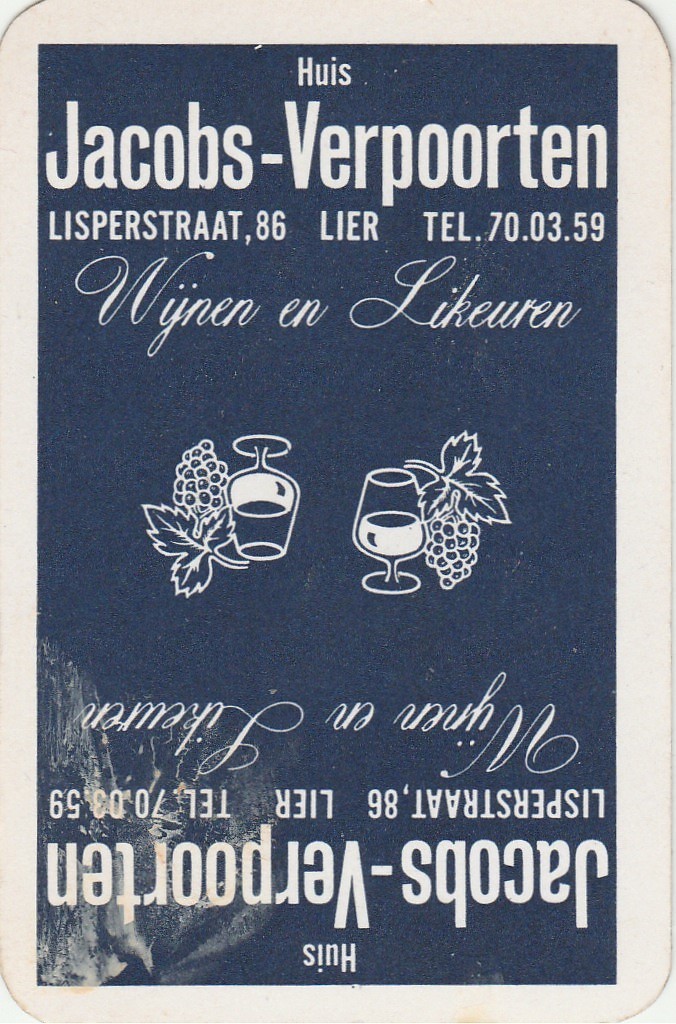 Huis
Jacobs-Verpoorten
LISPERSTRAAT, 86 LIER TEL. 70.03.59
Wijnen en Likeuren
Wijnen en Likeuren
LISPERSTRAAT, 86 LIER TEL. 70.03.59
Jacobs-Verpoorten
Huis